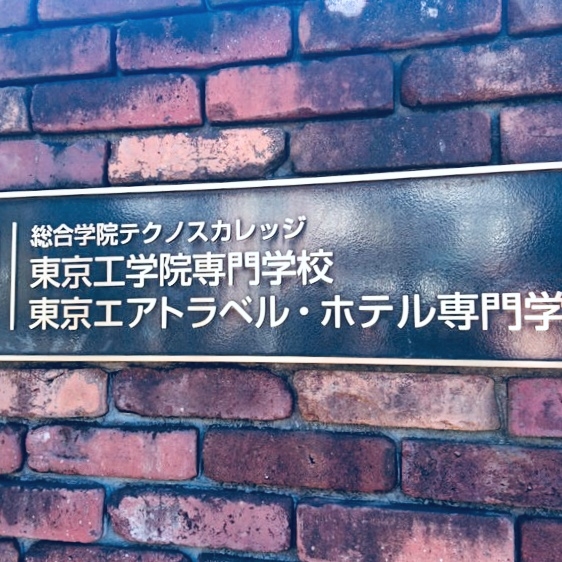 総合学院テクノスカレッジ
東京工学院専門学校
東京エアトラベル・ホテル専門学